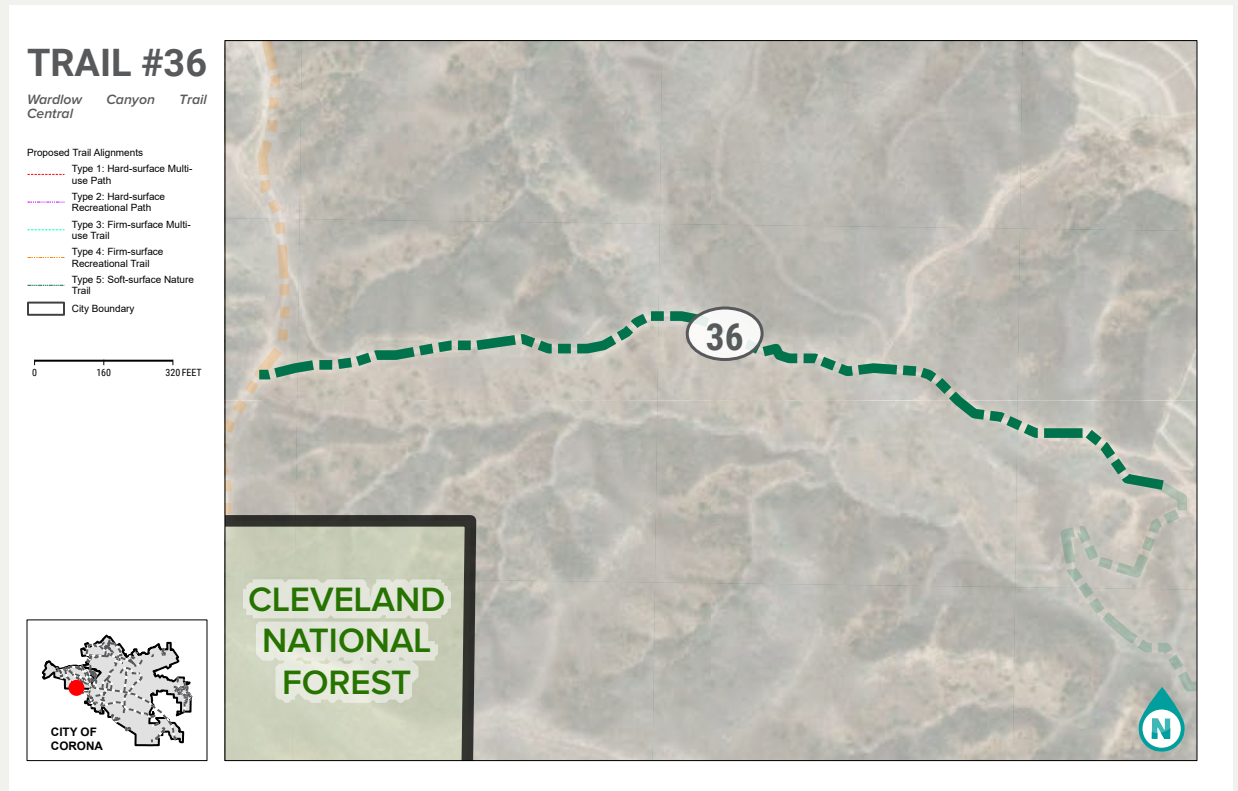 TRAIL #36
Wardlow Canyon Trail
Central
Proposed Trail Alignments
Type 1: Hard-surface Multi-
use Path
Type 2: Hard-surface
Recreational Path
Type 3: Firm-surface Multi-
use Trail
Type 4: Firm-surface
Recreational Trail
Type 5: Soft-surface Nature
Trail
City Boundary
0 160 320 FEET
CITY OF
CORONA
36
CLEVELAND
NATIONAL
FOREST
N